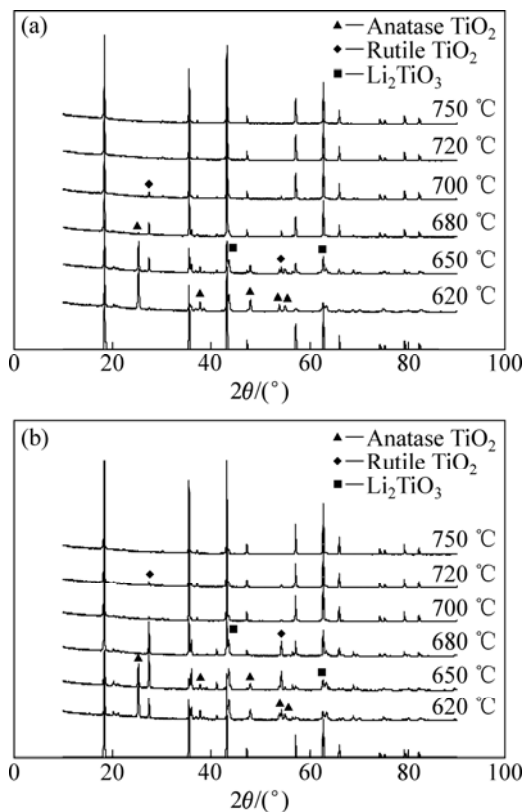 (a)
▲—Anatase TiO2
◆—Rutile TiO2
■—Li2TiO3
750 ℃
720 ℃
700 ℃
680 ℃
650 ℃
620 ℃
0 20 40 60 80 100
2θ/(°)
(b)
▲—Anatase TiO2
◆—Rutile TiO2
■—Li2TiO3
750 ℃
720 ℃
700 ℃
680 ℃
650 ℃
620 ℃
0 20 40 60 80 100
2θ/(°)